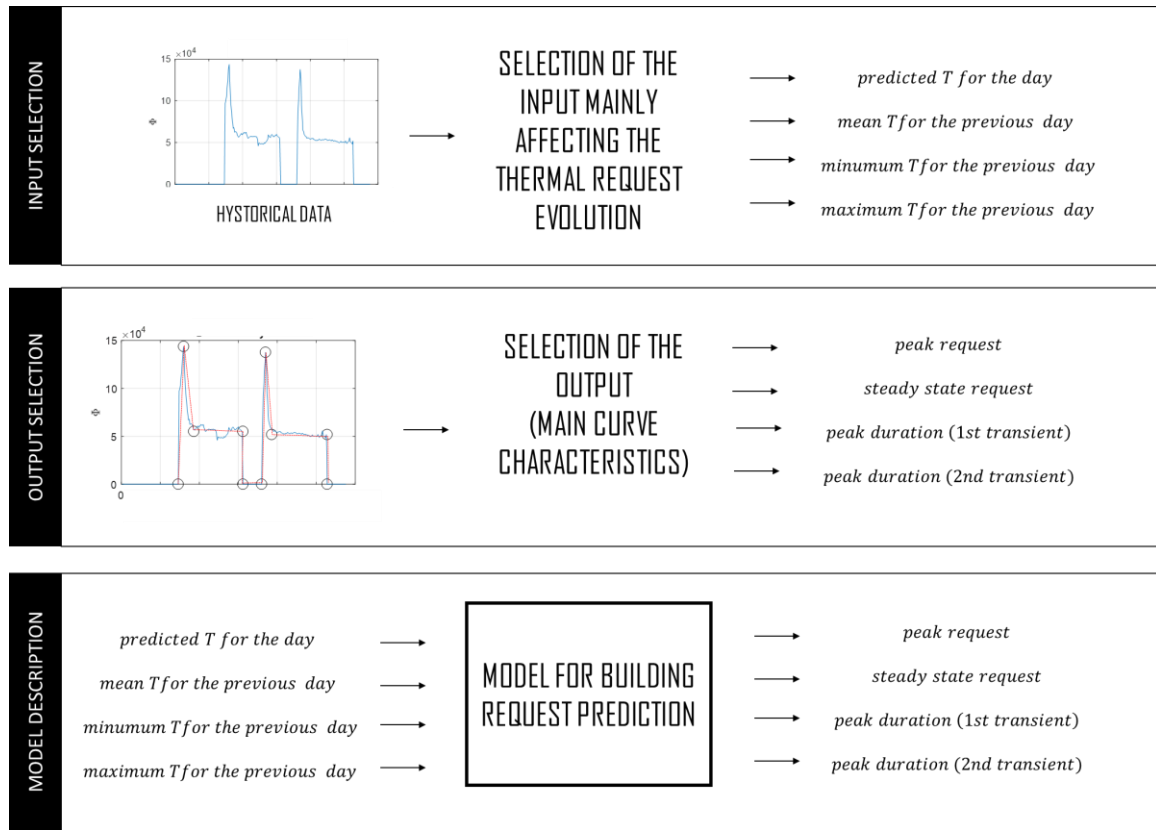 INPUT SELECTION
×10⁴
15
10
5
0
Φ
HYSTORICAL DATA
SELECTION OF THE
INPUT MAINLY
AFFECTING THE
THERMAL REQUEST
EVOLUTION
predicted T for the day
mean T for the previous day
minumum T for the previous day
maximum T for the previous day
OUTPUT SELECTION
×10⁴
15
10
5
0
0
Φ
SELECTION OF THE
OUTPUT
(MAIN CURVE
CHARACTERISTICS)
peak request
steady state request
peak duration (1st transient)
peak duration (2nd transient)
MODEL DESCRIPTION
predicted T for the day
mean T for the previous day
minumum T for the previous day
maximum T for the previous day
MODEL FOR BUILDING
REQUEST PREDICTION
peak request
steady state request
peak duration (1st transient)
peak duration (2nd transient)